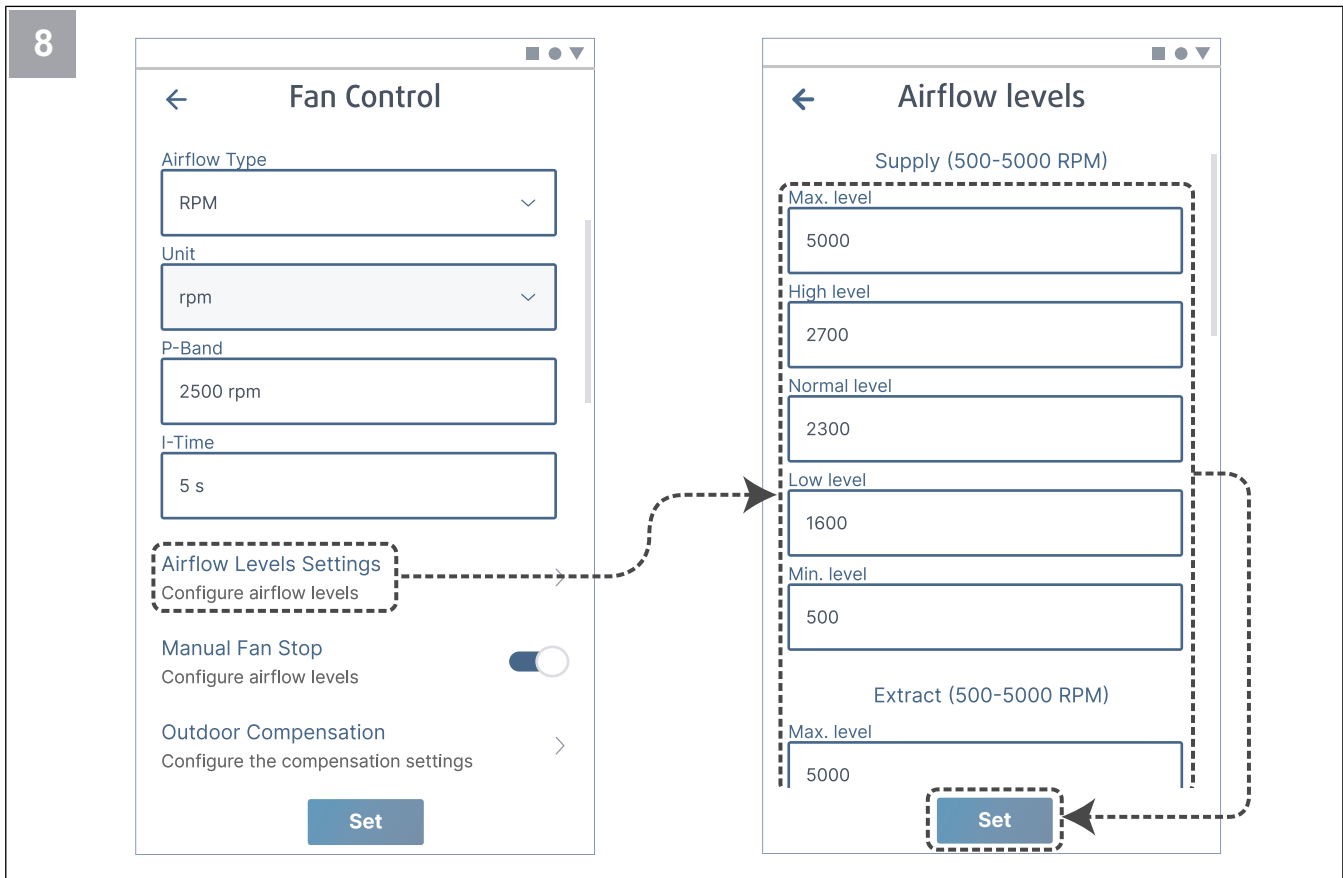 8
Fan Control
Airflow Type
RPM
Unit
rpm
P-Band
2500 rpm
I-Time
5 s
Airflow Levels Settings
Configure airflow levels
Manual Fan Stop
Configure airflow levels
Outdoor Compensation
Configure the compensation settings
Set
Airflow levels
Supply (500-5000 RPM)
Max. level
5000
High level
2700
Normal level
2300
Low level
1600
Min. level
500
Extract (500-5000 RPM)
Max. level
5000
Set